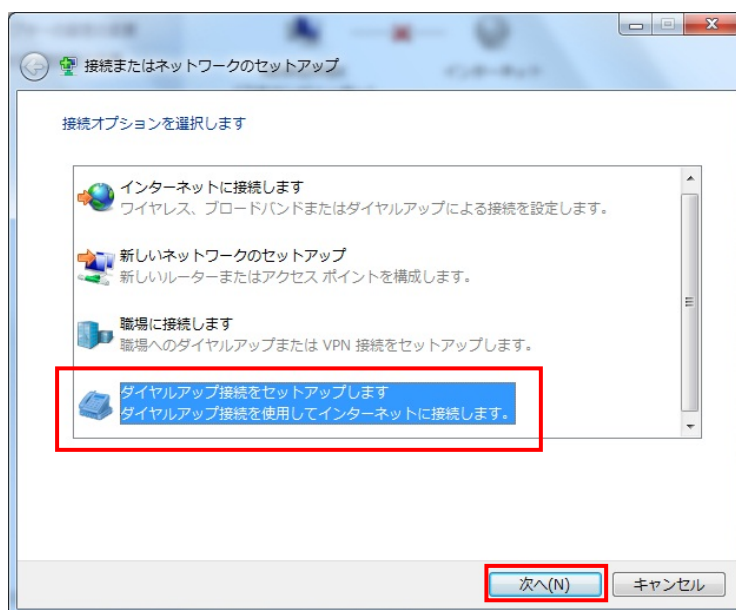 接続またはネットワークのセットアップ
接続オプションを選択します
インターネットに接続します
ワイヤレス、ブロードバンドまたはダイヤルアップによる接続を設定します。
新しいネットワークのセットアップ
新しいルーターまたはアクセス ポイントを構成します。
職場に接続します
職場へのダイヤルアップまたは VPN 接続をセットアップします。
ダイヤルアップ接続をセットアップします
ダイヤルアップ接続を使用してインターネットに接続します。
次へ(N)
キャンセル